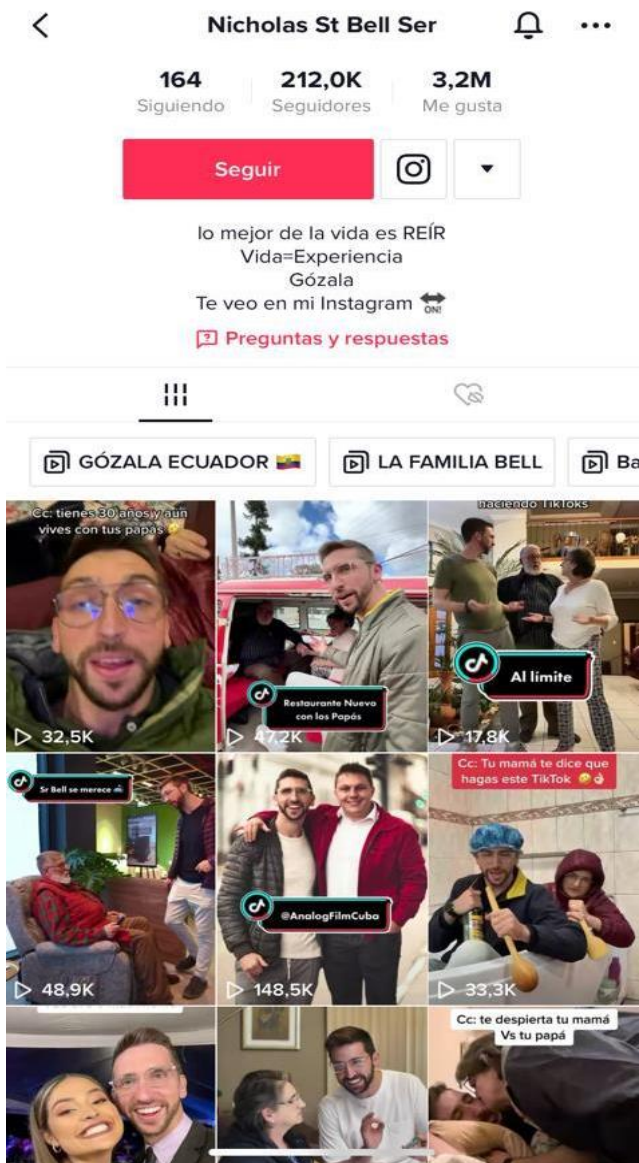 Nicholas St Bell Ser
164 212,0K 3,2M
Siguiendo Seguidores Me gusta
Seguir
lo mejor de la vida es REÍR
Vida=Experiencia
Gózala
Te veo en mi Instagram
ON!
Preguntas y respuestas
GÓZALA ECUADOR LA FAMILIA BELL Ba
Cc: tienes 30 años y aún
vives con tus papás
32,5K
Restaurante Nuevo
con los Papás
47,2K
haciendo TikToks
Al límite
17,8K
Sr Bell se merece
48,9K
@AnalogFilmCuba
148,5K
Cc: Tu mamá te dice que
hagas este TikTok
33,3K
Cc: te despierta tu mamá
Vs tu papá